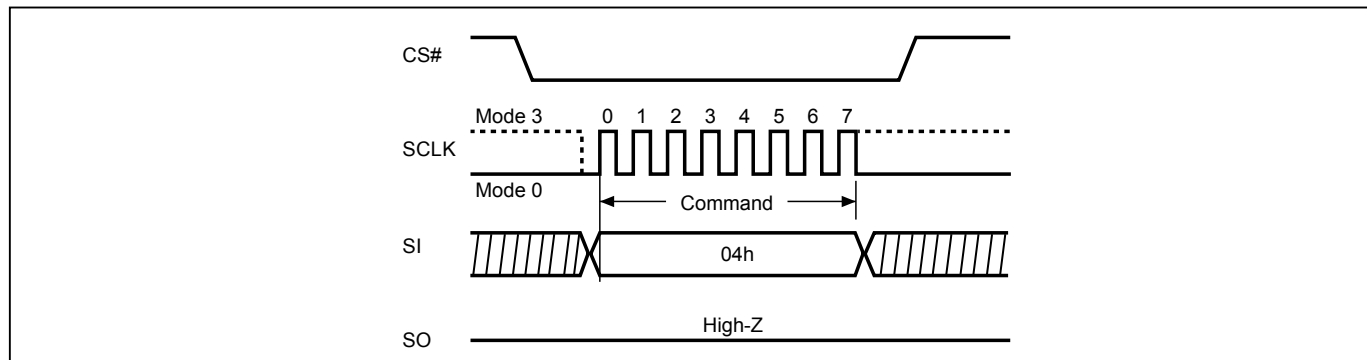 CS#
Mode 3
0 1 2 3 4 5 6 7
SCLK
Mode 0
Command
SI
04h
High-Z
SO